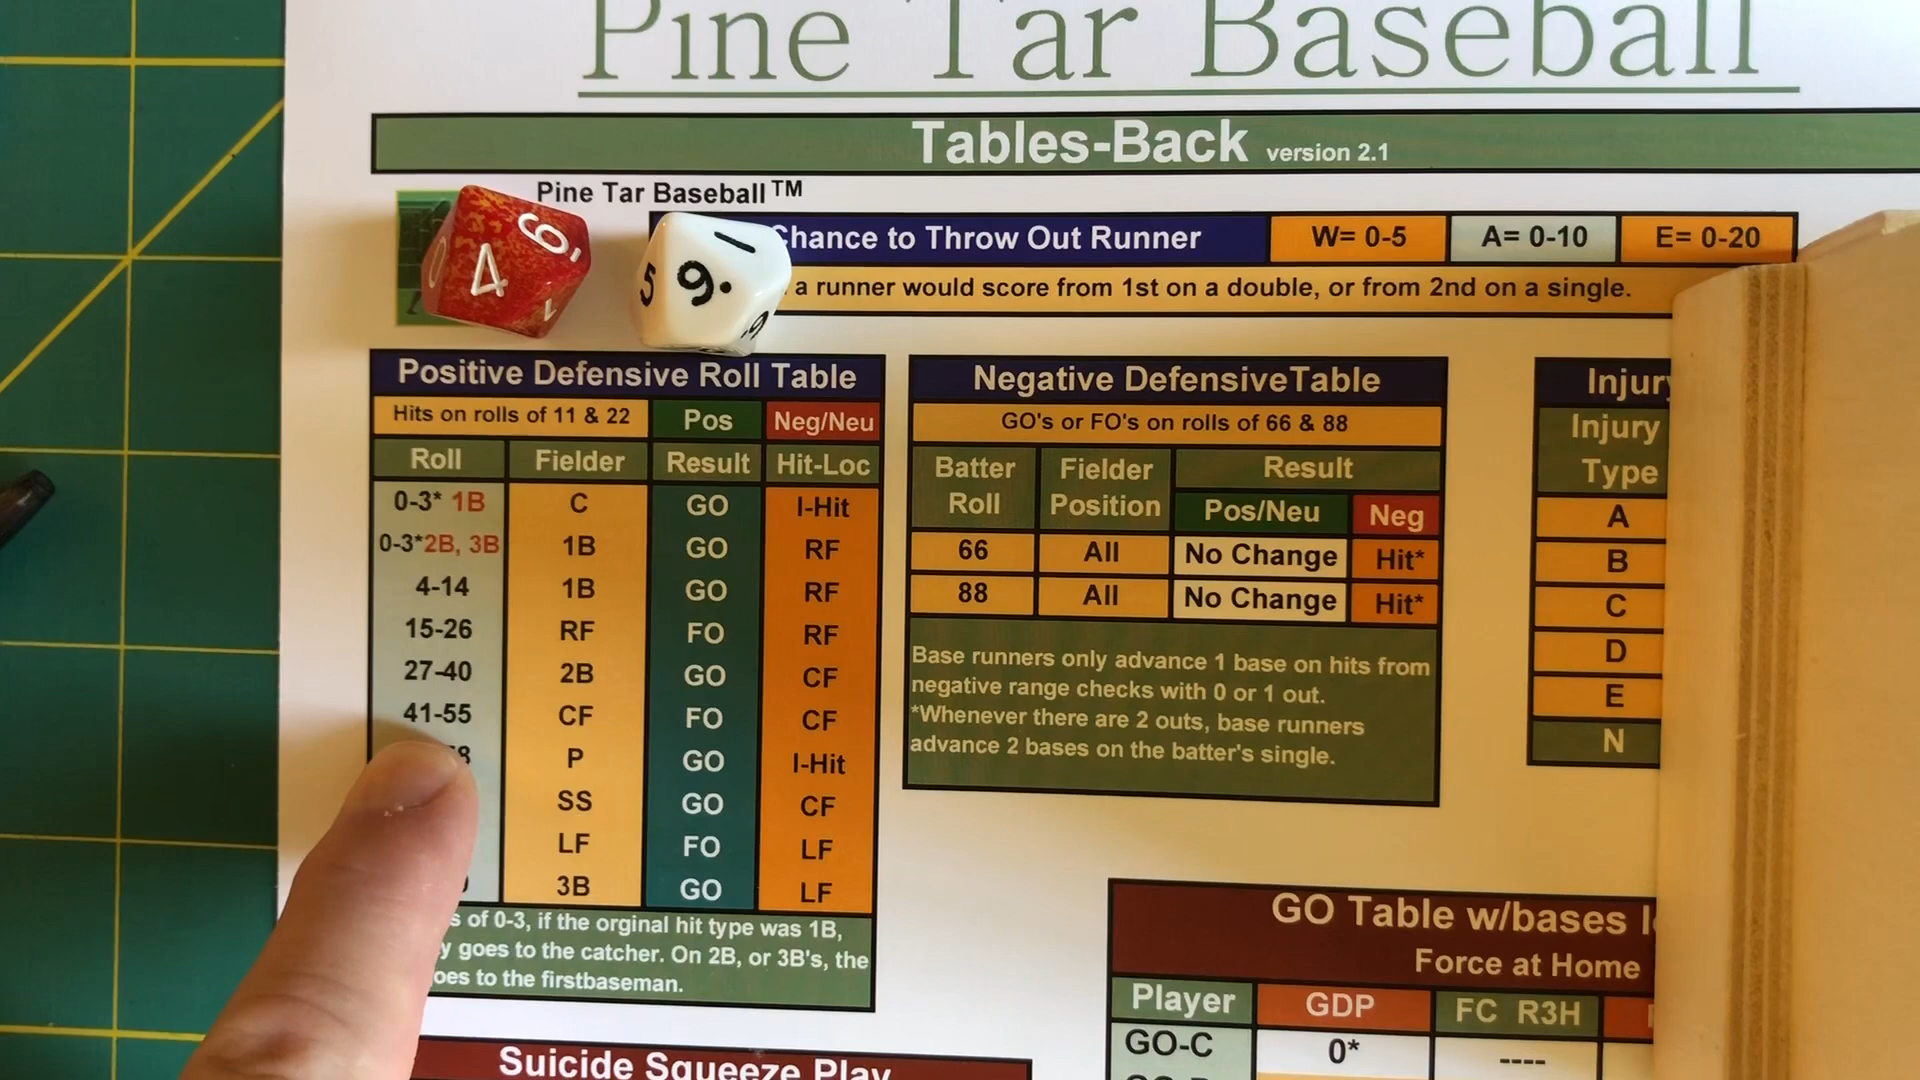 Pine Tar Baseball
Tables-Back version 2.1
Pine Tar Baseball™
Chance to Throw Out Runner W= 0-5 A= 0-10 E= 0-20
a runner would score from 1st on a double, or from 2nd on a single.
0 4 6.
5 9. 1
Positive Defensive Roll Table
Hits on rolls of 11 & 22 Pos Neg/Neu
Roll Fielder Result Hit-Loc
0-3* 1B C GO I-Hit
0-3*2B, 3B 1B GO RF
4-14 1B GO RF
15-26 RF FO RF
27-40 2B GO CF
41-55 CF FO CF
P GO I-Hit
SS GO CF
LF FO LF
3B GO LF
of 0-3, if the orginal hit type was 1B,
goes to the catcher. On 2B, or 3B's, the
to the firstbaseman.
Negative DefensiveTable
GO's or FO's on rolls of 66 & 88
Batter Roll Fielder Position Result
Pos/Neu Neg
66 All No Change Hit*
88 All No Change Hit*
Base runners only advance 1 base on hits from
negative range checks with 0 or 1 out.
*Whenever there are 2 outs, base runners
advance 2 bases on the batter's single.
Injury
Injury
Type
A
B
C
D
E
N
GO Table w/bases
Force at Home
Player GDP FC R3H
GO-C 0* ----
Suicide Squeeze Play